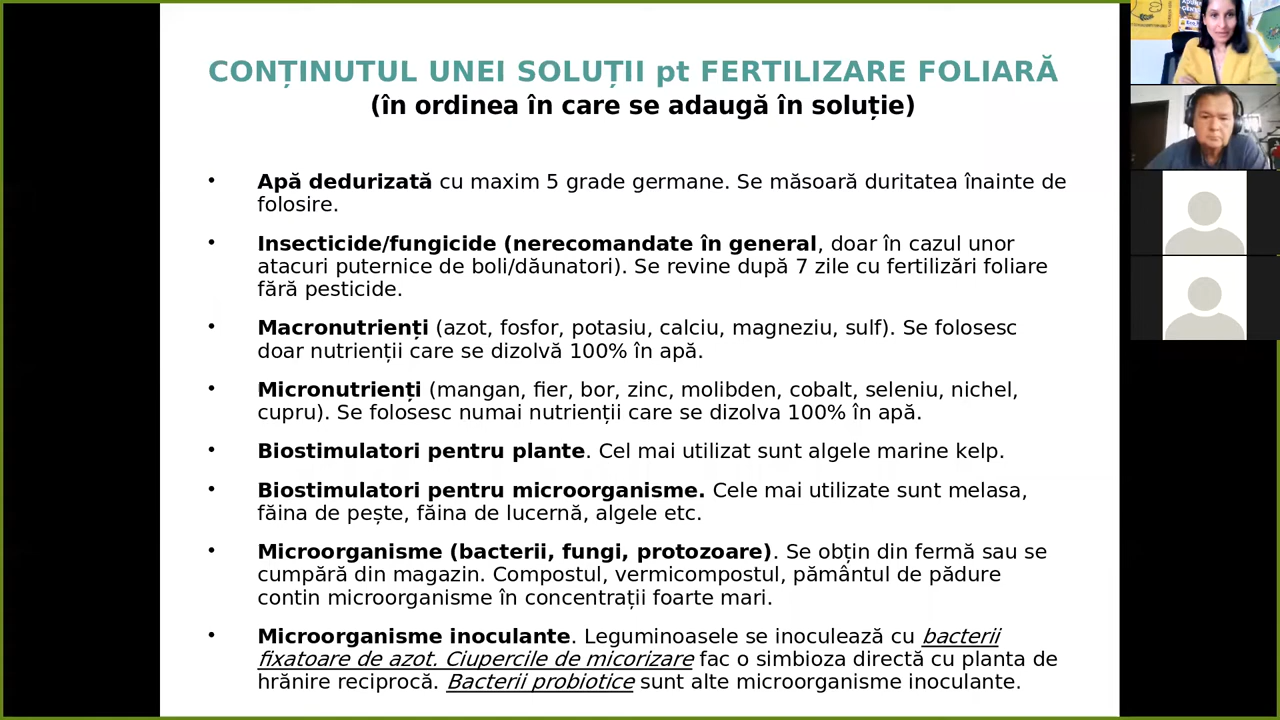 CONȚINUTUL UNEI SOLUȚII pt FERTILIZARE FOLIARĂ
(în ordinea în care se adaugă în soluție)
• Apă dedurizată cu maxim 5 grade germane. Se măsoară duritatea înainte de
folosire.
• Insecticide/fungicide (nerecomandate în general, doar în cazul unor
atacuri puternice de boli/dăunatori). Se revine după 7 zile cu fertilizări foliare
fără pesticide.
• Macronutrienți (azot, fosfor, potasiu, calciu, magneziu, sulf). Se folosesc
doar nutrienții care se dizolvă 100% în apă.
• Micronutrienți (mangan, fier, bor, zinc, molibden, cobalt, seleniu, nichel,
cupru). Se folosesc numai nutrienții care se dizolva 100% în apă.
• Biostimulatori pentru plante. Cel mai utilizat sunt algele marine kelp.
• Biostimulatori pentru microorganisme. Cele mai utilizate sunt melasa,
făina de pește, făina de lucernă, algele etc.
• Microorganisme (bacterii, fungi, protozoare). Se obțin din fermă sau se
cumpără din magazin. Compostul, vermicompostul, pământul de pădure
contin microorganisme în concentrații foarte mari.
• Microorganisme inoculante. Leguminoasele se inoculează cu bacterii
fixatoare de azot. Ciupercile de micorizare fac o simbioza directă cu planta de
hrănire reciprocă. Bacterii probiotice sunt alte microorganisme inoculante.